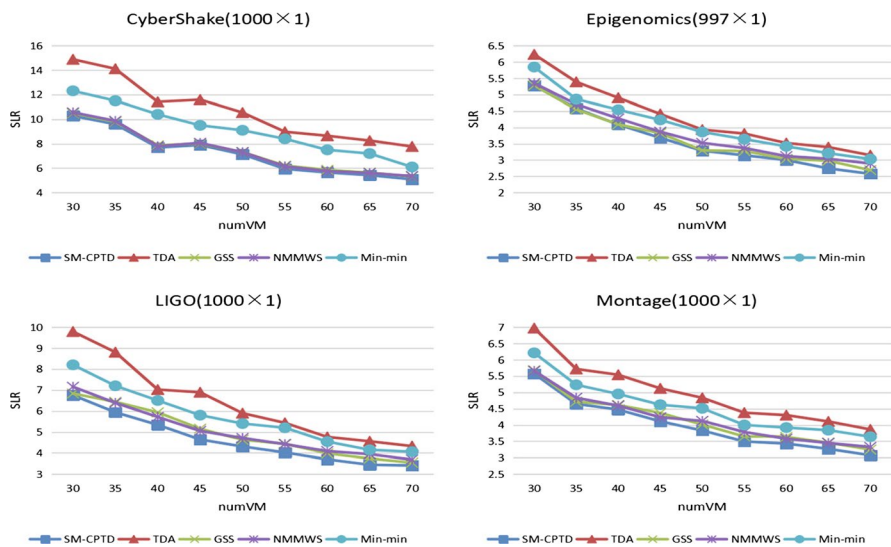 CyberShake(1000×1)
16
14
12
10
8
6
4
SLR
30 35 40 45 50 55 60 65 70
numVM
SM-CPTD TDA GSS NMMWS Min-min
Epigenomics(997×1)
6.5
6
5.5
5
4.5
4
3.5
3
2.5
2
SLR
30 35 40 45 50 55 60 65 70
numVM
SM-CPTD TDA GSS NMMWS Min-min
LIGO(1000×1)
10
9
8
7
6
5
4
3
SLR
30 35 40 45 50 55 60 65 70
numVM
SM-CPTD TDA GSS NMMWS Min-min
Montage(1000×1)
7
6.5
6
5.5
5
4.5
4
3.5
3
2.5
SLR
30 35 40 45 50 55 60 65 70
numVM
SM-CPTD TDA GSS NMMWS Min-min